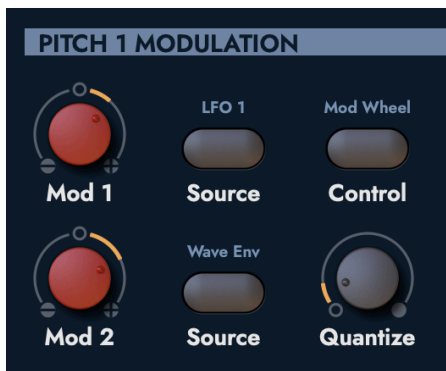 PITCH 1 MODULATION
LFO 1 Mod Wheel
Mod 1 Source Control
Wave Env
Mod 2 Source Quantize